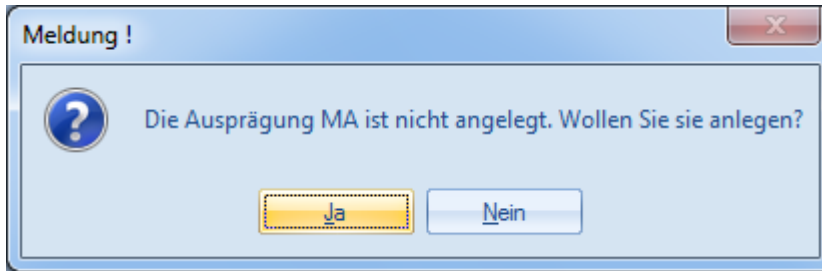 Meldung !
Die Ausprägung MA ist nicht angelegt. Wollen Sie sie anlegen?
Ja
Nein